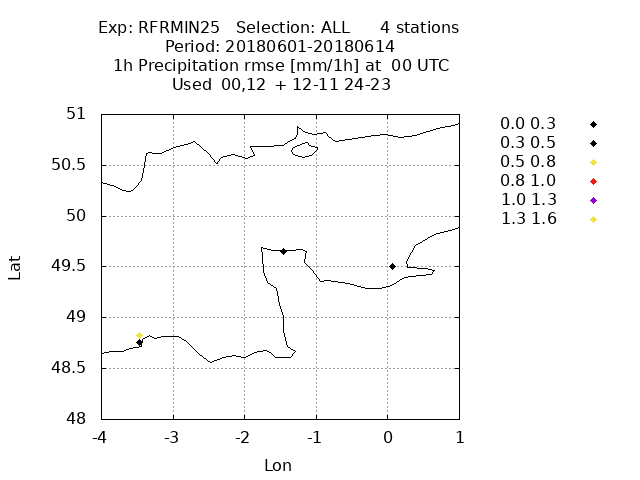 Exp: RFRMIN25 Selection: ALL 4 stations
Period: 20180601-20180614
1h Precipitation rmse [mm/1h] at 00 UTC
Used 00,12 + 12-11 24-23
51
50.5
50
49.5
49
48.5
48
-4 -3 -2 -1 0 1
Lat
Lon
0.0 0.3
0.3 0.5
0.5 0.8
0.8 1.0
1.0 1.3
1.3 1.6